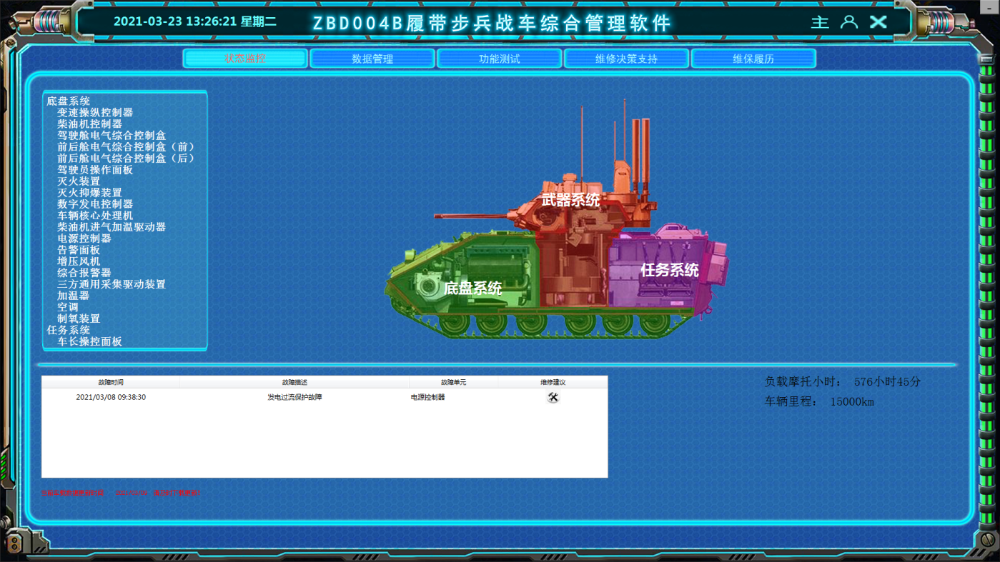 2021-03-23 13:26:21 星期二
ZBD004B履带步兵战车综合管理软件
主
状态监控
数据管理
功能测试
维修决策支持
维保履历
底盘系统
变速操纵控制器
柴油机控制器
驾驶舱电气综合控制盒
前后舱电气综合控制盒（前）
前后舱电气综合控制盒（后）
驾驶员操作面板
灭火装置
灭火抑爆装置
数字发电控制器
车辆核心处理机
柴油机进气加温驱动器
电源控制器
告警面板
增压风机
综合报警器
三方通用采集驱动装置
加温器
空调
制氧装置
任务系统
车长操控面板
武器系统
底盘系统
任务系统
故障时间 故障描述 故障单元 维修建议
2021/03/08 09:38:30 发电过流保护故障 电源控制器
负载摩托小时： 576小时45分
车辆里程： 15000km